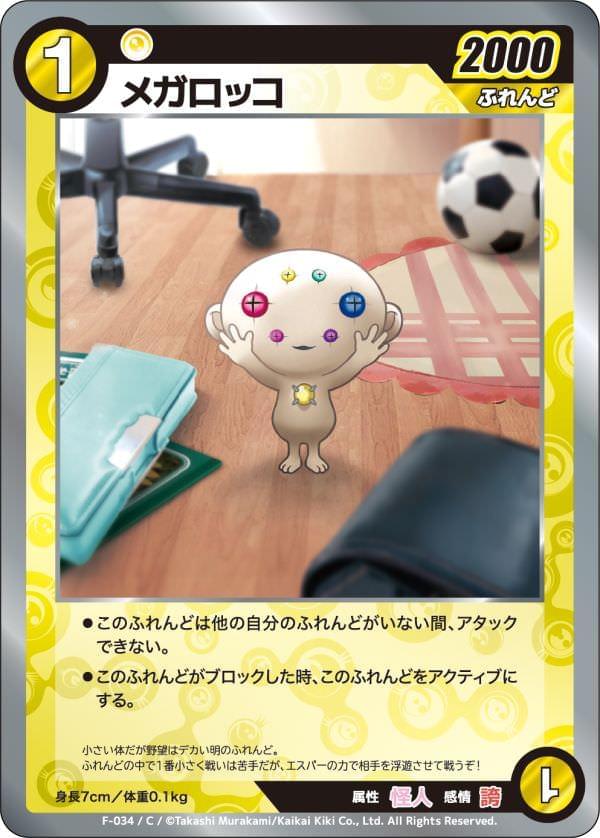 1
2000
メガロッコ
ふれんど
●このふれんどは他の自分のふれんどがいない間、アタック
できない。
●このふれんどがブロックした時、このふれんどをアクティブに
する。
小さい体だが野望はデカい明のふれんど。
ふれんどの中で1番小さく戦いは苦手だが、エスパーの力で相手を浮遊させて戦うぞ！
身長7cm／体重0.1kg
属性 怪人 感情 誇
1
F-034 / C / ©Takashi Murakami/Kaikai Kiki Co., Ltd. All Rights Reserved.